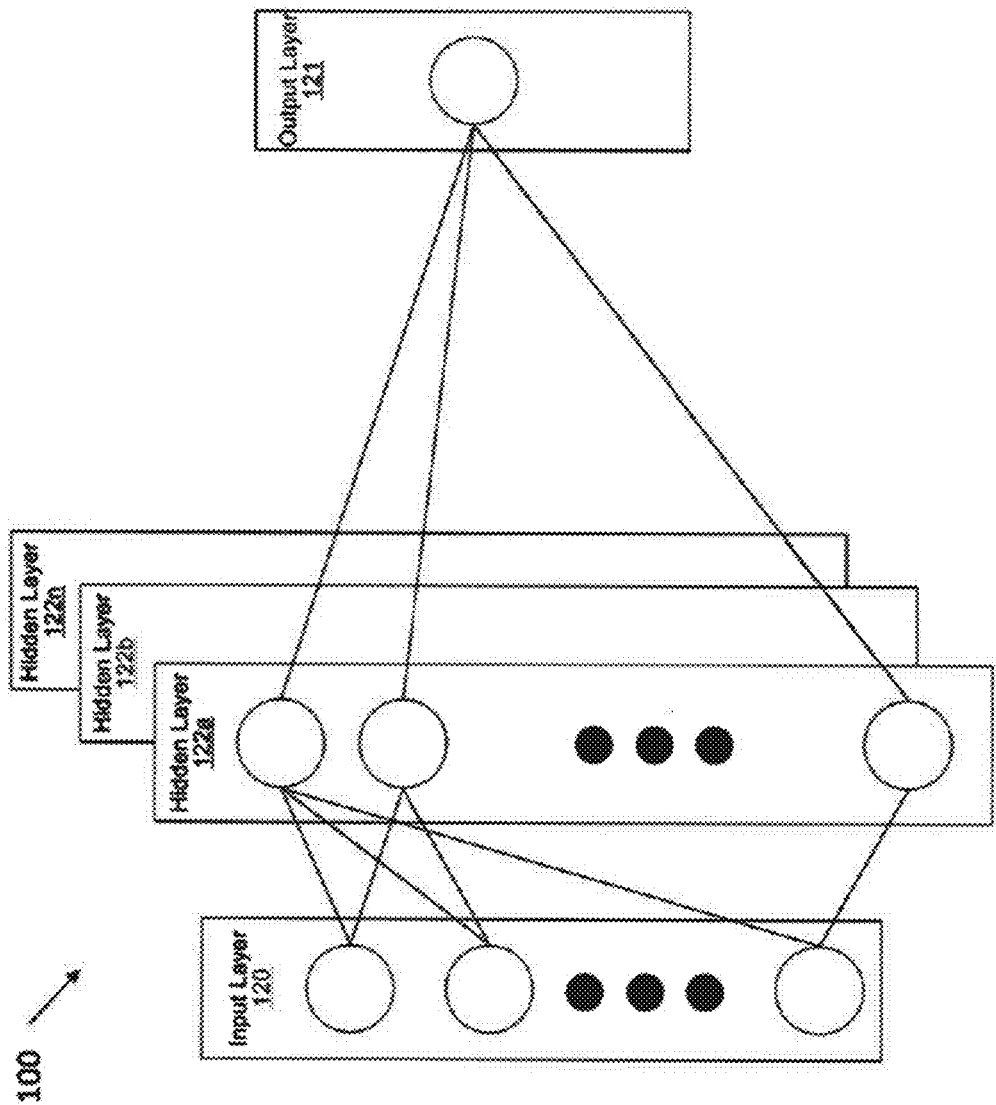 100
Input Layer
120
Hidden Layer
122a
Hidden Layer
122b
Hidden Layer
122n
Output Layer
121